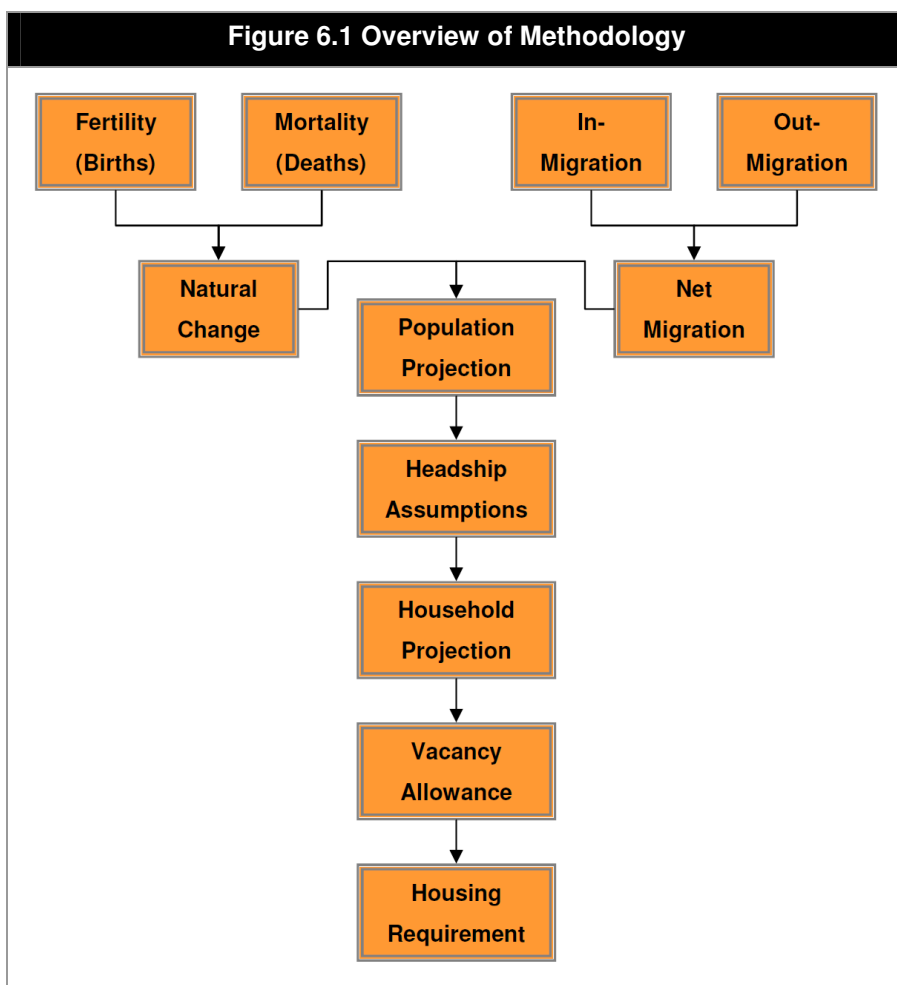 Figure 6.1 Overview of Methodology
Fertility
(Births)
Mortality
(Deaths)
In-
Migration
Out-
Migration
Natural
Change
Net
Migration
Population
Projection
Headship
Assumptions
Household
Projection
Vacancy
Allowance
Housing
Requirement